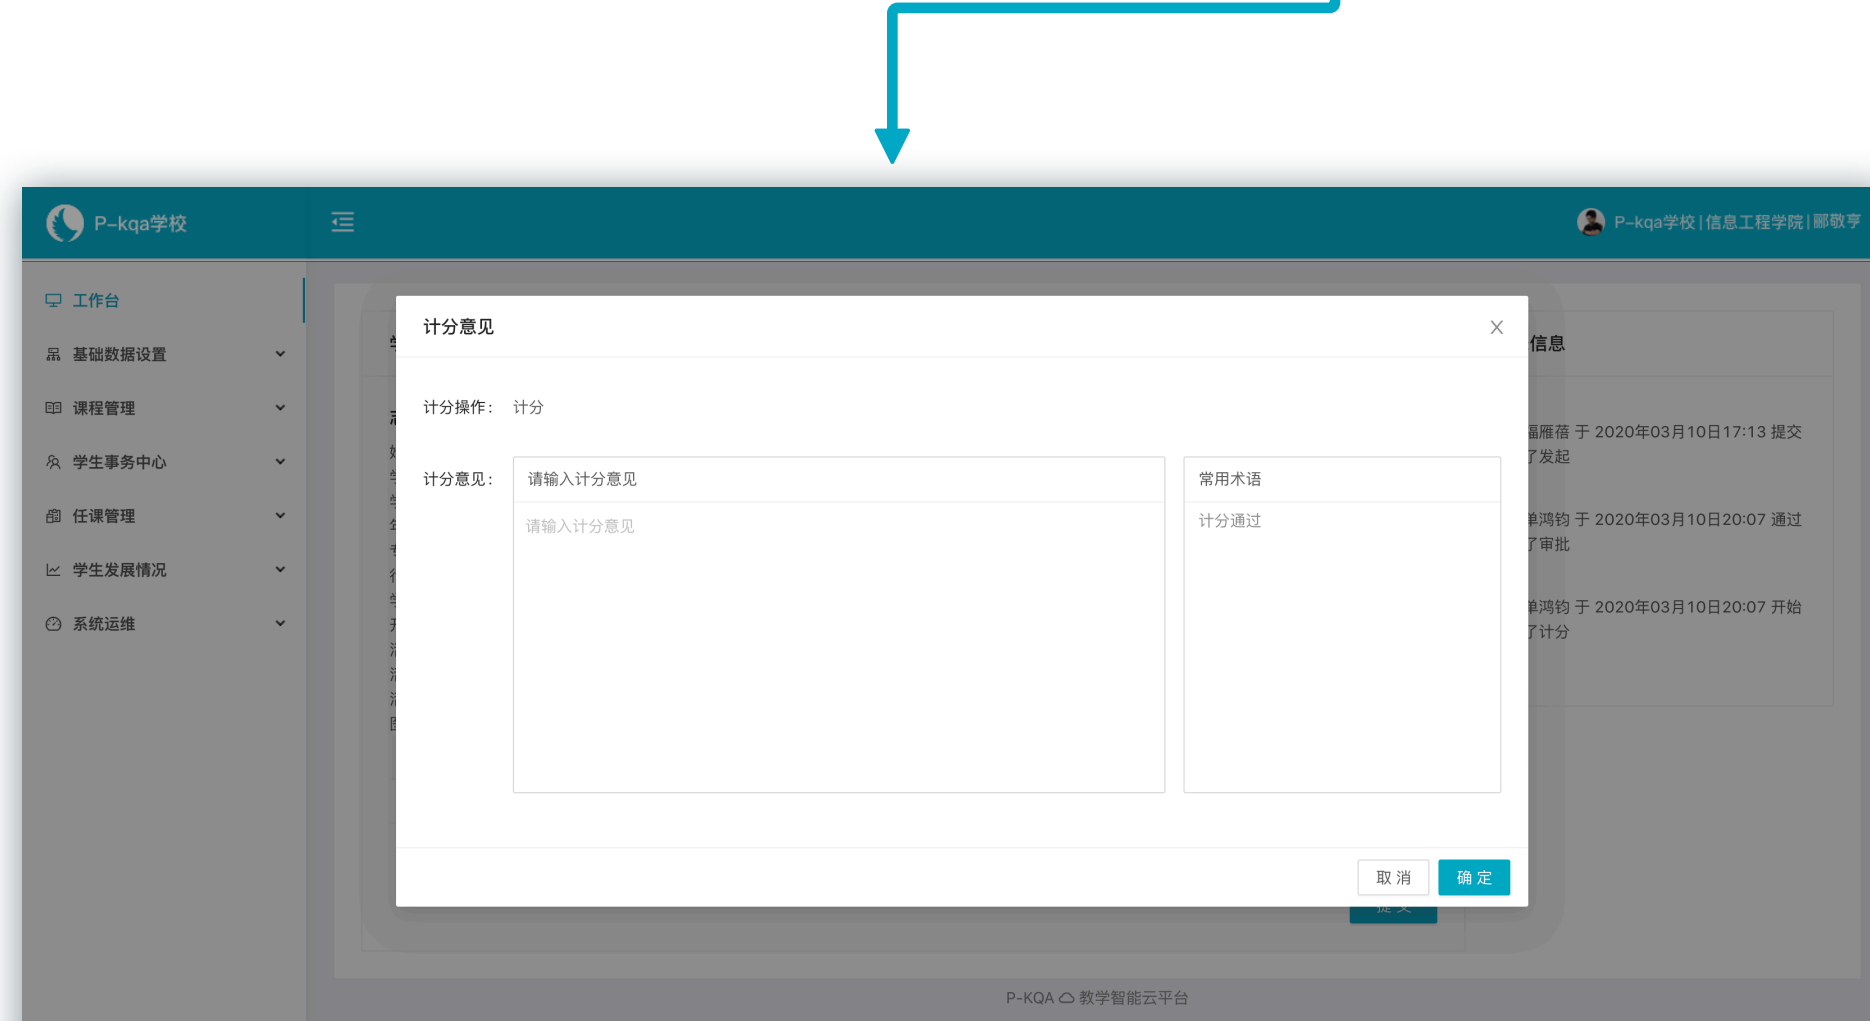 P-kqa学校
P-kqa学校|信息工程学院|郦敬亨
工作台
基础数据设置
课程管理
学生事务中心
任课管理
学生发展情况
系统运维
计分意见
计分操作: 计分
计分意见:
请输入计分意见
请输入计分意见
常用术语
计分通过
取 消
确 定
信息
雁蓓 于 2020年03月10日17:13 提交
了发起
单鸿钧 于 2020年03月10日20:07 通过
了审批
单鸿钧 于 2020年03月10日20:07 开始
了计分
P-KQA 教学智能云平台